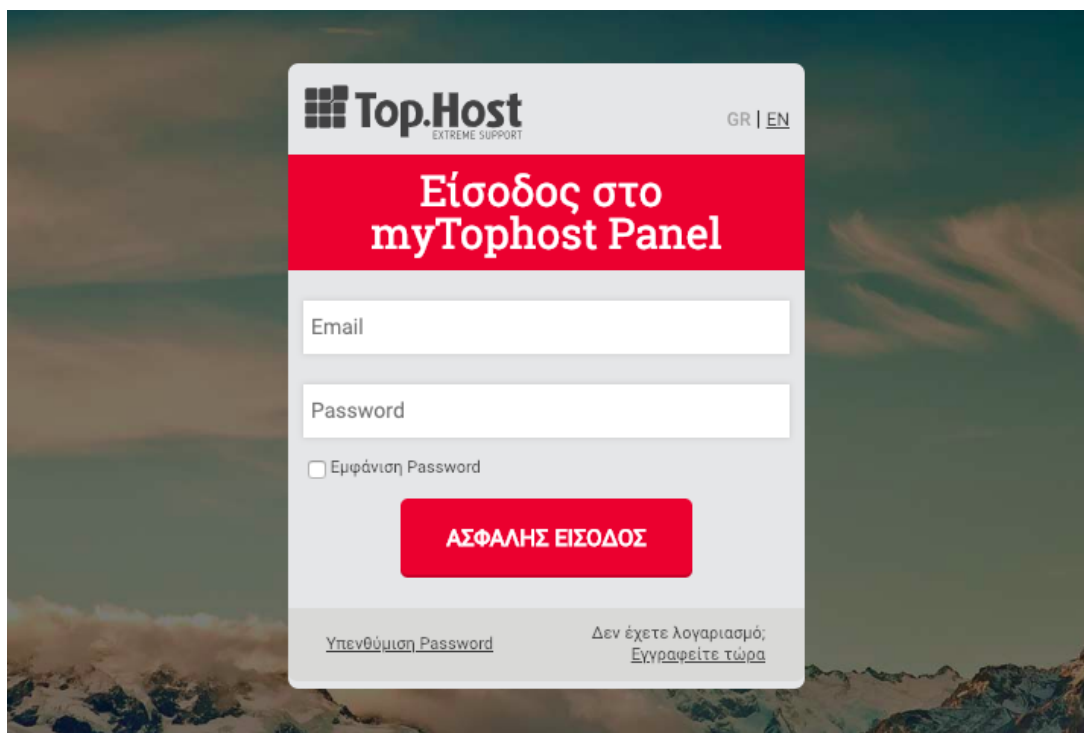 Top.Host
EXTREME SUPPORT
GR | EN
Είσοδος στο
myTophost Panel
Email
Password
Εμφάνιση Password
ΑΣΦΑΛΗΣ ΕΙΣΟΔΟΣ
Υπενθύμιση Password
Δεν έχετε λογαριασμό;
Εγγραφείτε τώρα